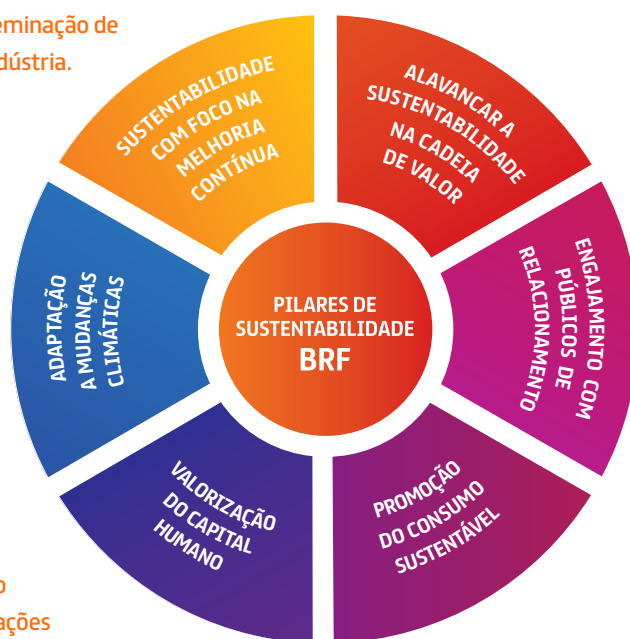 eminação de
dústria.
SUSTENTABILIDADE
COM FOCO NA
MELHORIA
CONTÍNUA
ALAVANCAR A
SUSTENTABILIDADE
NA CADEIA
DE VALOR
ENGAJAMENTO COM
PÚBLICOS DE
RELACIONAMENTO
PROMOÇÃO
DO CONSUMO
SUSTENTÁVEL
VALORIZAÇÃO
DO CAPITAL
HUMANO
ADAPTAÇÃO
A MUDANÇAS
CLIMÁTICAS
PILARES DE
SUSTENTABILIDADE
BRF
o
ações